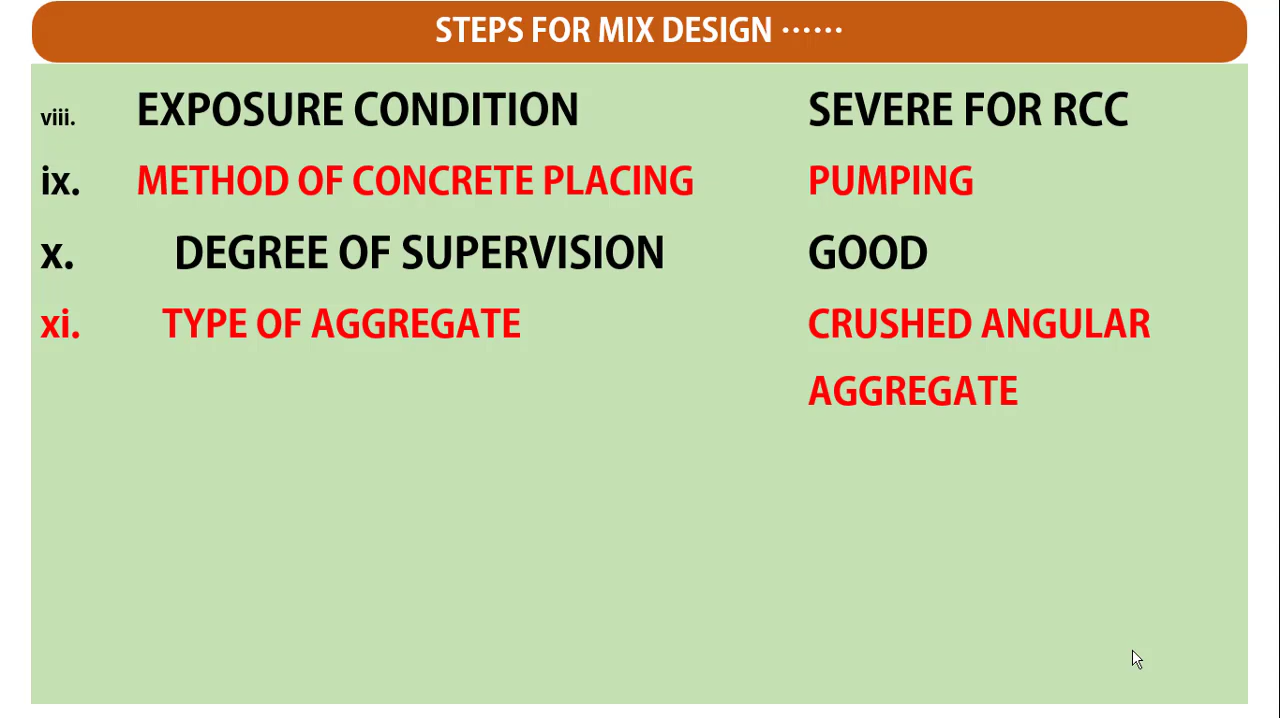 STEPS FOR MIX DESIGN ······
viii. EXPOSURE CONDITION SEVERE FOR RCC
ix. METHOD OF CONCRETE PLACING PUMPING
x. DEGREE OF SUPERVISION GOOD
xi. TYPE OF AGGREGATE CRUSHED ANGULAR
AGGREGATE